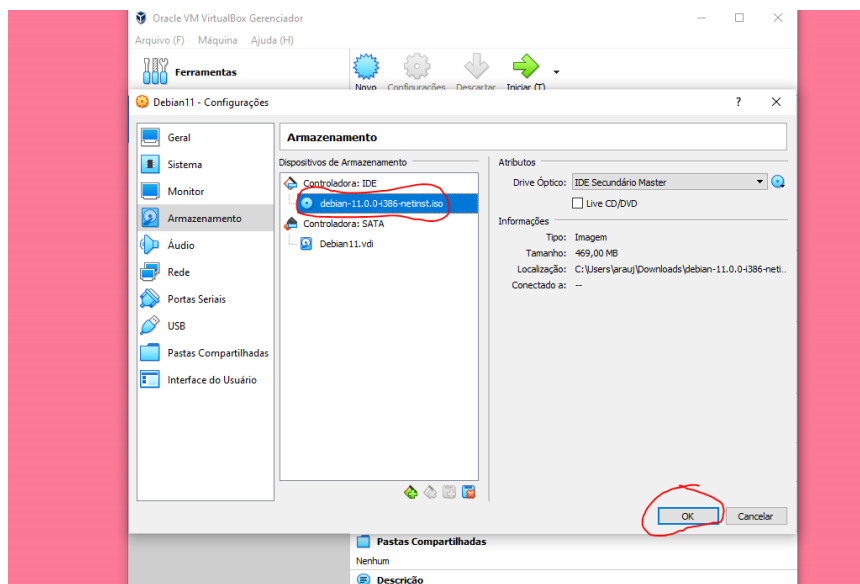 Oracle VM VirtualBox Gerenciador
Arquivo (F) Máquina Ajuda (H)
Ferramentas
Novo Configurações Descartar Iniciar (T)
Debian11 - Configurações
? X
Geral
Sistema
Monitor
Armazenamento
Áudio
Rede
Portas Seriais
USB
Pastas Compartilhadas
Interface do Usuário
Armazenamento
Dispositivos de Armazenamento
Controladora: IDE
debian-11.0.0-i386-netinst.iso
Controladora: SATA
Debian11.vdi
Atributos
Drive Óptico: IDE Secundário Master
Live CD/DVD
Informações
Tipo: Imagem
Tamanho: 469,00 MB
Localização: C:\Users\arauj\Downloads\debian-11.0.0-i386-neti...
Conectado a: --
OK Cancelar
Pastas Compartilhadas
Nenhum
Descrição